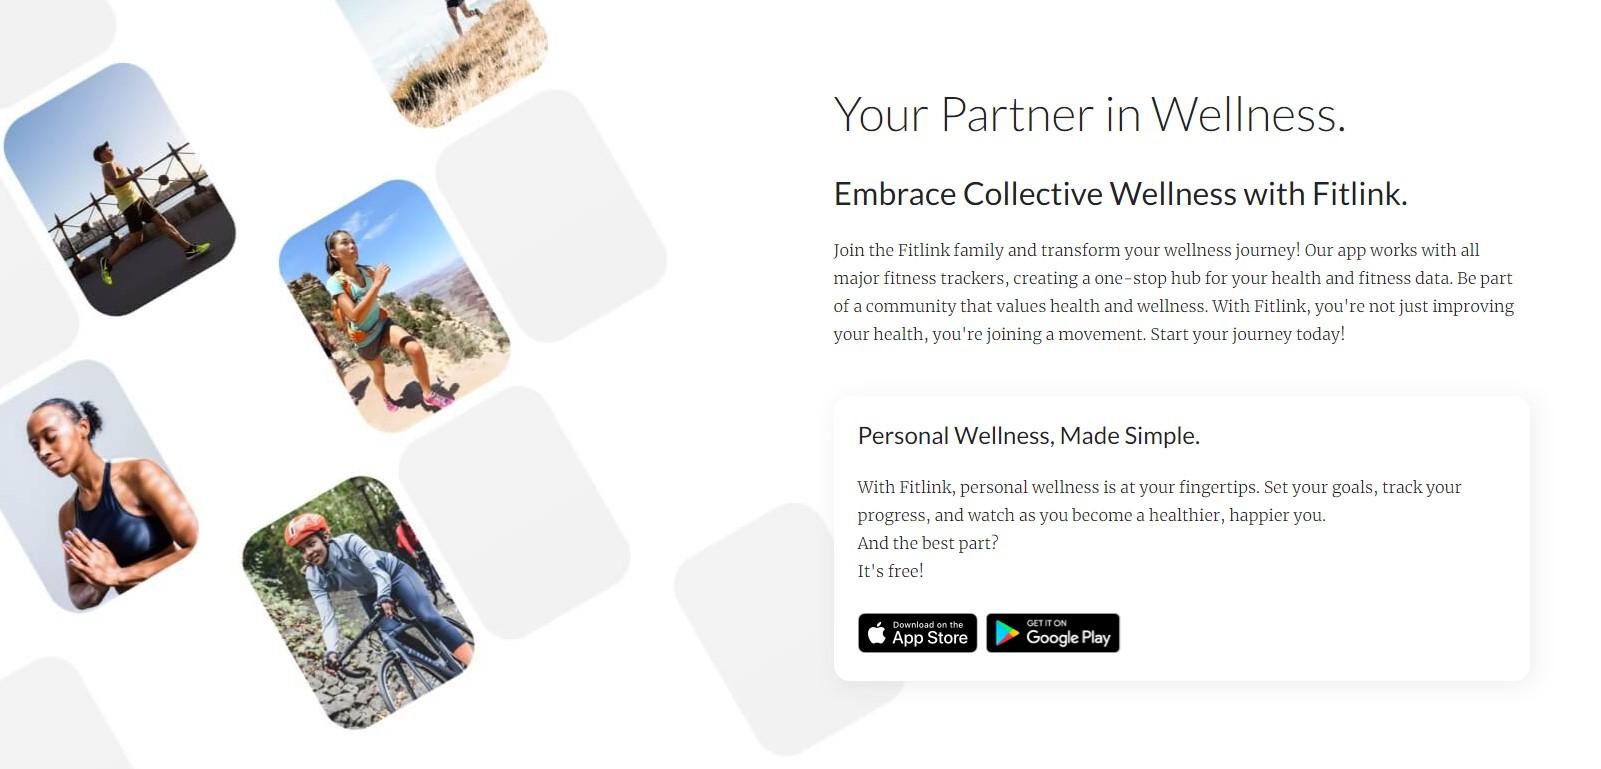 Your Partner in Wellness.
Embrace Collective Wellness with Fitlink.
Join the Fitlink family and transform your wellness journey! Our app works with all
major fitness trackers, creating a one-stop hub for your health and fitness data. Be part
of a community that values health and wellness. With Fitlink, you're not just improving
your health, you're joining a movement. Start your journey today!
Personal Wellness, Made Simple.
With Fitlink, personal wellness is at your fingertips. Set your goals, track your
progress, and watch as you become a healthier, happier you.
And the best part?
It's free!
Download on the
App Store
GET IT ON
Google Play